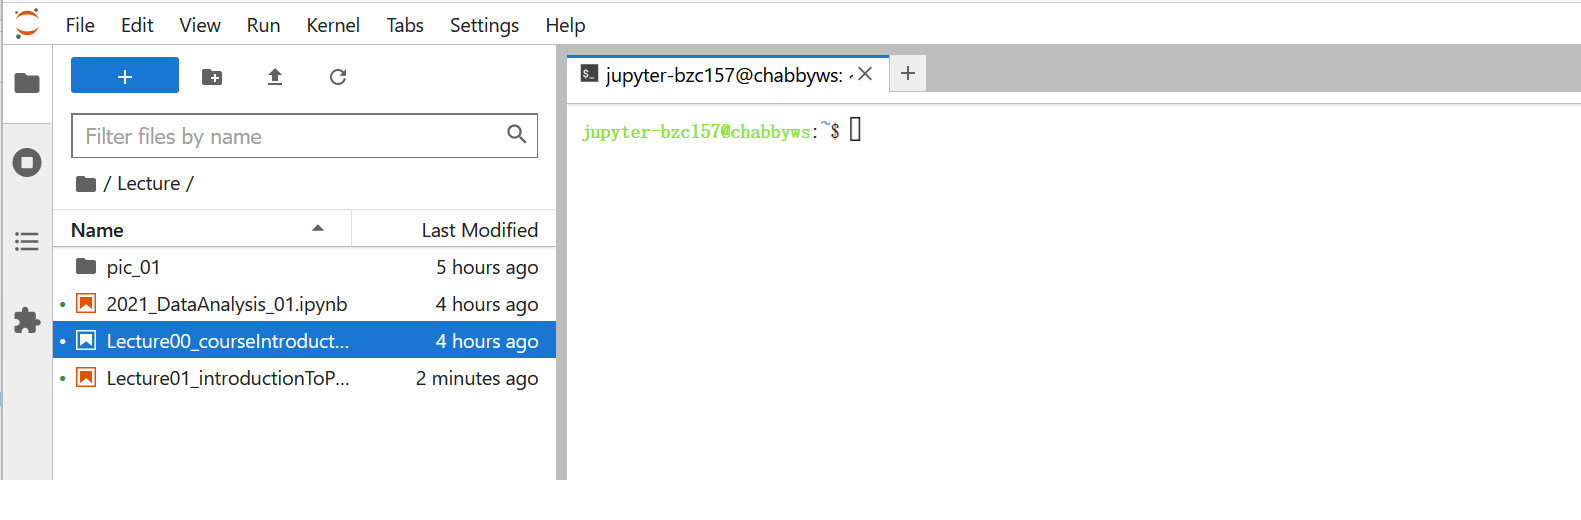 File Edit View Run Kernel Tabs Settings Help
jupyter-bzc157@chabbyws: ~
Filter files by name
/ Lecture /
Name Last Modified
pic_01 5 hours ago
2021_DataAnalysis_01.ipynb 4 hours ago
Lecture00_courseIntroduct... 4 hours ago
Lecture01_introductionToP... 2 minutes ago
jupyter-bzc157@chabbyws:~$